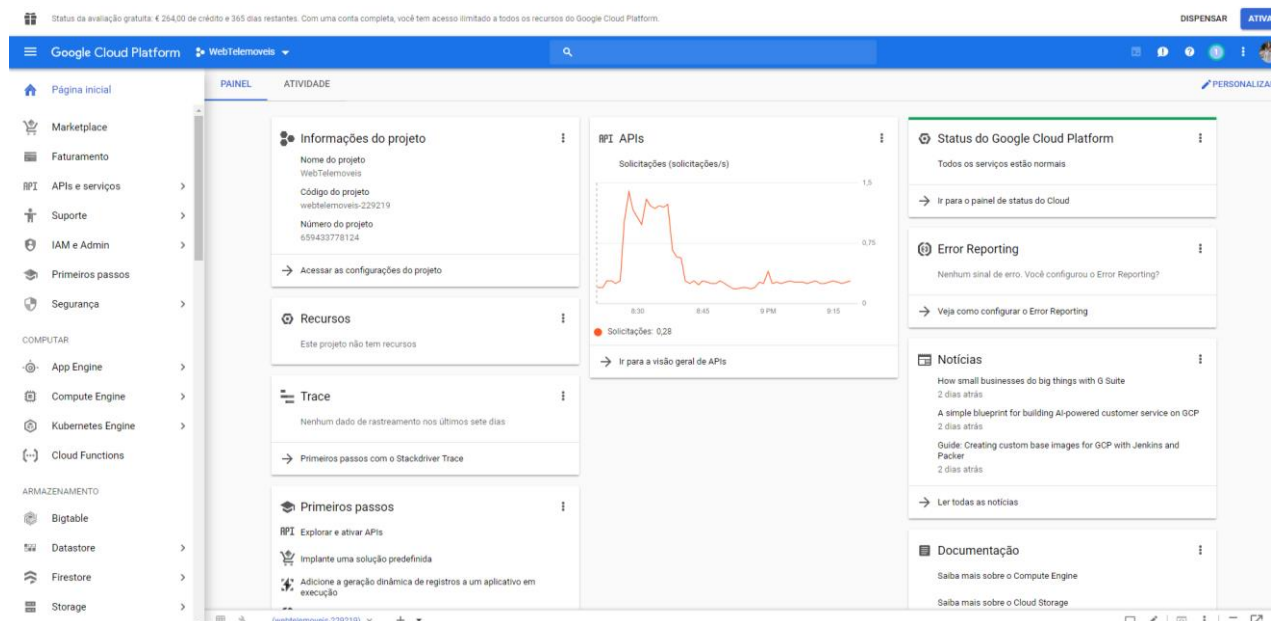 Status da avaliação gratuita: € 264,00 de crédito e 365 dias restantes. Com uma conta completa, você tem acesso ilimitado a todos os recursos do Google Cloud Platform.
DISPENSAR
ATIVA
Google Cloud Platform
WebTelemoveis
Página inicial
Marketplace
Faturamento
API APIs e serviços
Suporte
IAM e Admin
Primeiros passos
Segurança
COMPUTAR
App Engine
Compute Engine
Kubernetes Engine
Cloud Functions
ARMAZENAMENTO
Bigtable
Datastore
Firestore
Storage
PAINEL
ATIVIDADE
PERSONALIZA
Informações do projeto
Nome do projeto
WebTelemoveis
Código do projeto
webtelemoveis-229219
Número do projeto
659433778124
Acessar as configurações do projeto
Recursos
Este projeto não tem recursos
Trace
Nenhum dado de rastreamento nos últimos sete dias
Primeiros passos com o Stackdriver Trace
Primeiros passos
API Explorar e ativar APIs
Implante uma solução predefinida
Adicione a geração dinâmica de registros a um aplicativo em
execução
API APIs
Solicitações (solicitações/s)
1,5
0,75
0
8:30 8:45 9 PM 9:15
Solicitações: 0,28
Ir para a visão geral de APIs
Status do Google Cloud Platform
Todos os serviços estão normais
Ir para o painel de status do Cloud
Error Reporting
Nenhum sinal de erro. Você configurou o Error Reporting?
Veja como configurar o Error Reporting
Notícias
How small businesses do big things with G Suite
2 dias atrás
A simple blueprint for building AI-powered customer service on GCP
2 dias atrás
Guide: Creating custom base images for GCP with Jenkins and
Packer
2 dias atrás
Ler todas as notícias
Documentação
Saiba mais sobre o Compute Engine
Saiba mais sobre o Cloud Storage
(webtelemoveis-229219)